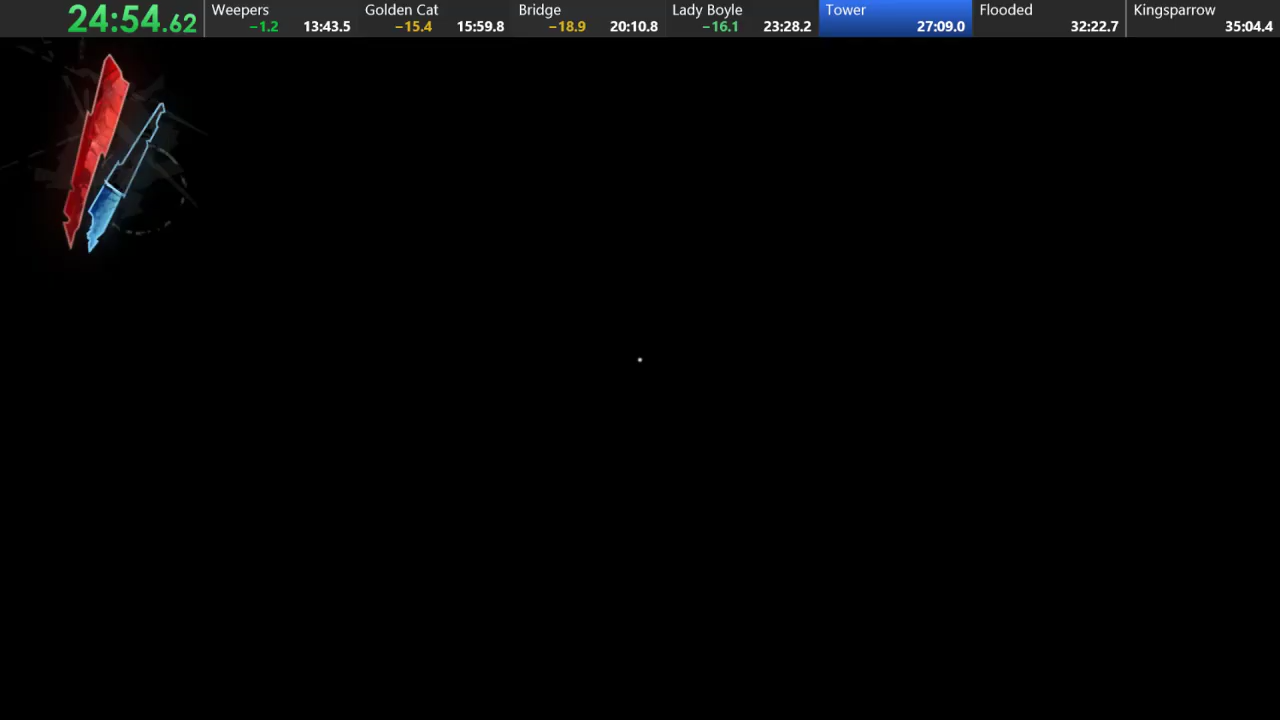 24:54.62
Weepers
−1.2 13:43.5
Golden Cat
−15.4 15:59.8
Bridge
−18.9 20:10.8
Lady Boyle
−16.1 23:28.2
Tower
27:09.0
Flooded
32:22.7
Kingsparrow
35:04.4